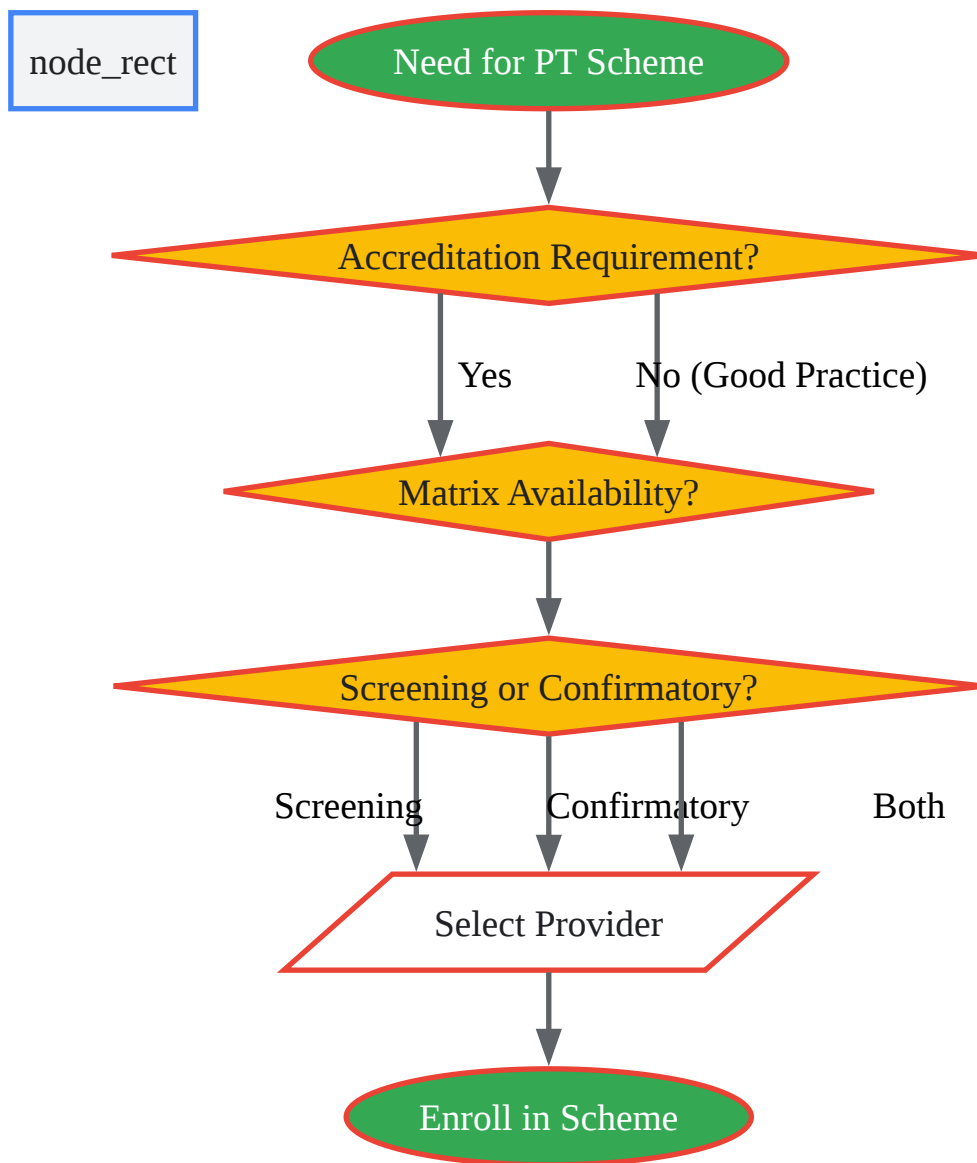 node_rect
Need for PT Scheme
Accreditation Requirement?
Yes
No (Good Practice)
Matrix Availability?
Screening or Confirmatory?
Screening
Confirmatory
Both
Select Provider
Enroll in Scheme